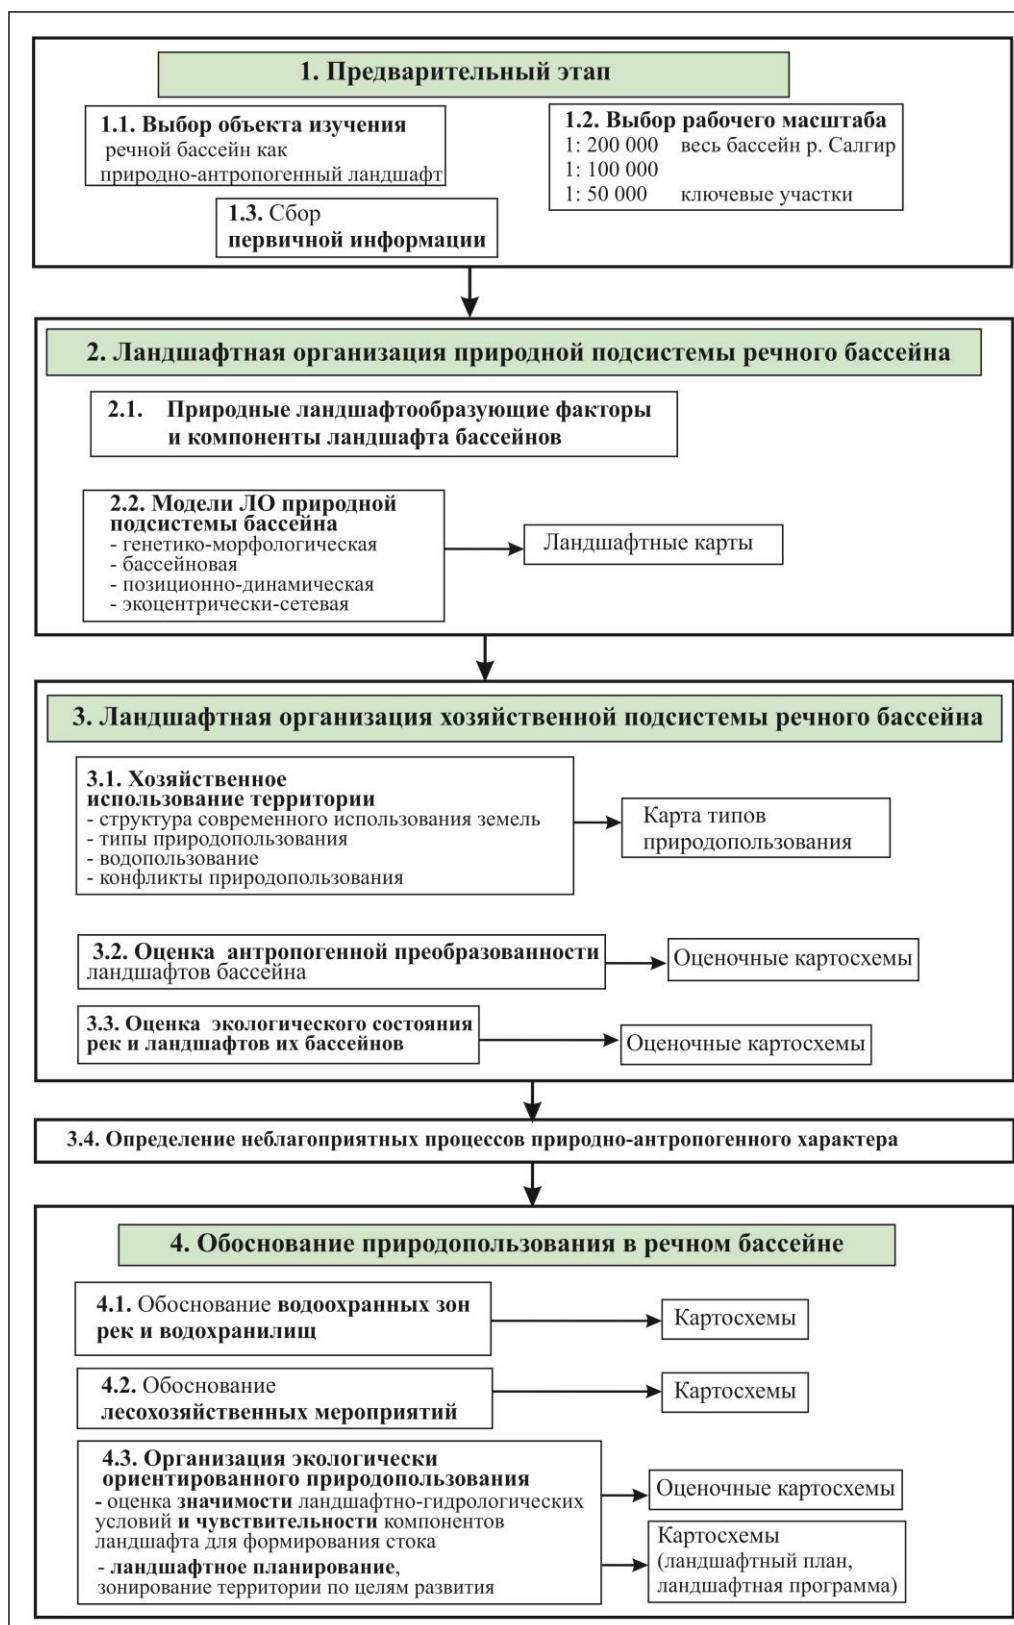 1. Предварительный этап
1.1. Выбор объекта изучения
речной бассейн как
природно-антропогенный ландшафт
1.2. Выбор рабочего масштаба
1: 200 000 весь бассейн р. Салгир
1: 100 000
1: 50 000 ключевые участки
1.3. Сбор
первичной информации
2. Ландшафтная организация природной подсистемы речного бассейна
2.1. Природные ландшафтообразующие факторы
и компоненты ландшафта бассейнов
2.2. Модели ЛО природной
подсистемы бассейна
- генетико-морфологическая
- бассейновая
- позиционно-динамическая
- экоцентрически-сетевая
Ландшафтные карты
3. Ландшафтная организация хозяйственной подсистемы речного бассейна
3.1. Хозяйственное
использование территории
- структура современного использования земель
- типы природопользования
- водопользование
- конфликты природопользования
Карта типов
природопользования
3.2. Оценка антропогенной преобразованности
ландшафтов бассейна
Оценочные картосхемы
3.3. Оценка экологического состояния
рек и ландшафтов их бассейнов
Оценочные картосхемы
3.4. Определение неблагоприятных процессов природно-антропогенного характера
4. Обоснование природопользования в речном бассейне
4.1. Обоснование водоохранных зон
рек и водохранилищ
Картосхемы
4.2. Обоснование
лесохозяйственных мероприятий
Картосхемы
4.3. Организация экологически
ориентированного природопользования
- оценка значимости ландшафтно-гидрологических
условий и чувствительности компонентов
ландшафта для формирования стока
- ландшафтное планирование,
зонирование территории по целям развития
Оценочные картосхемы
Картосхемы
(ландшафтный план,
ландшафтная программа)